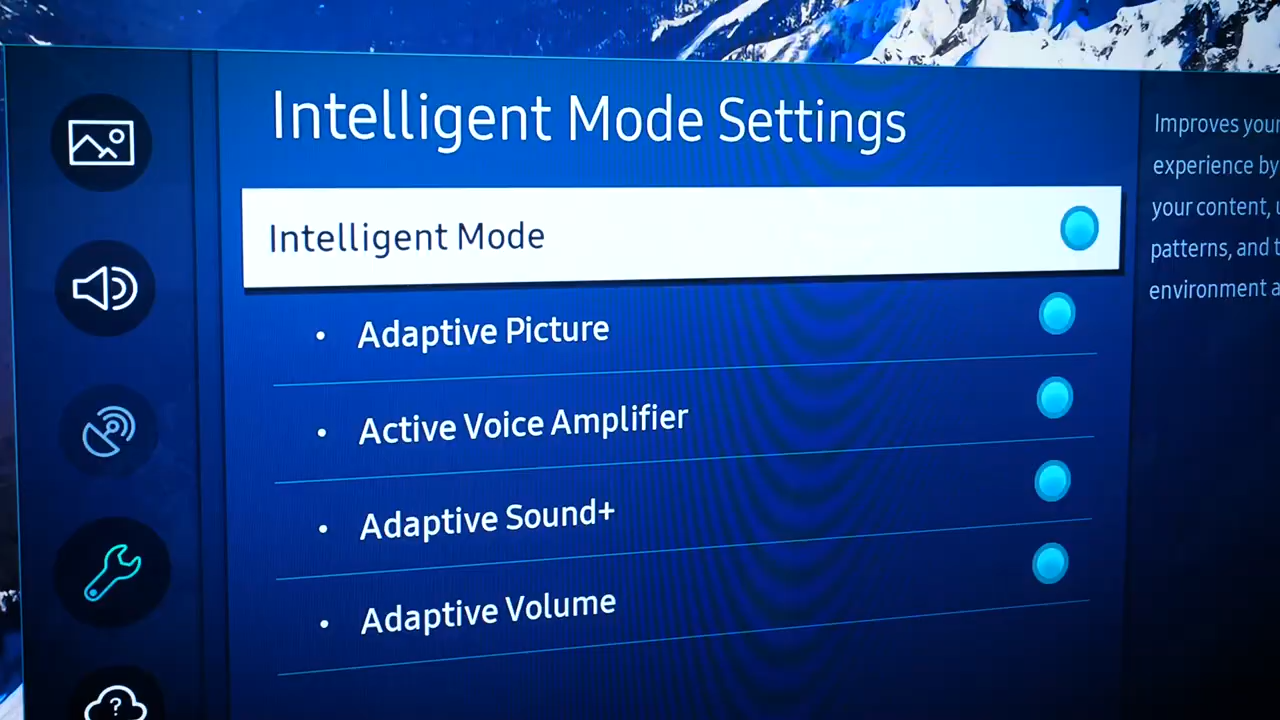 Intelligent Mode Settings
Intelligent Mode
• Adaptive Picture
• Active Voice Amplifier
• Adaptive Sound+
• Adaptive Volume
Improves your
experience by
your content,
patterns, and
environment
?